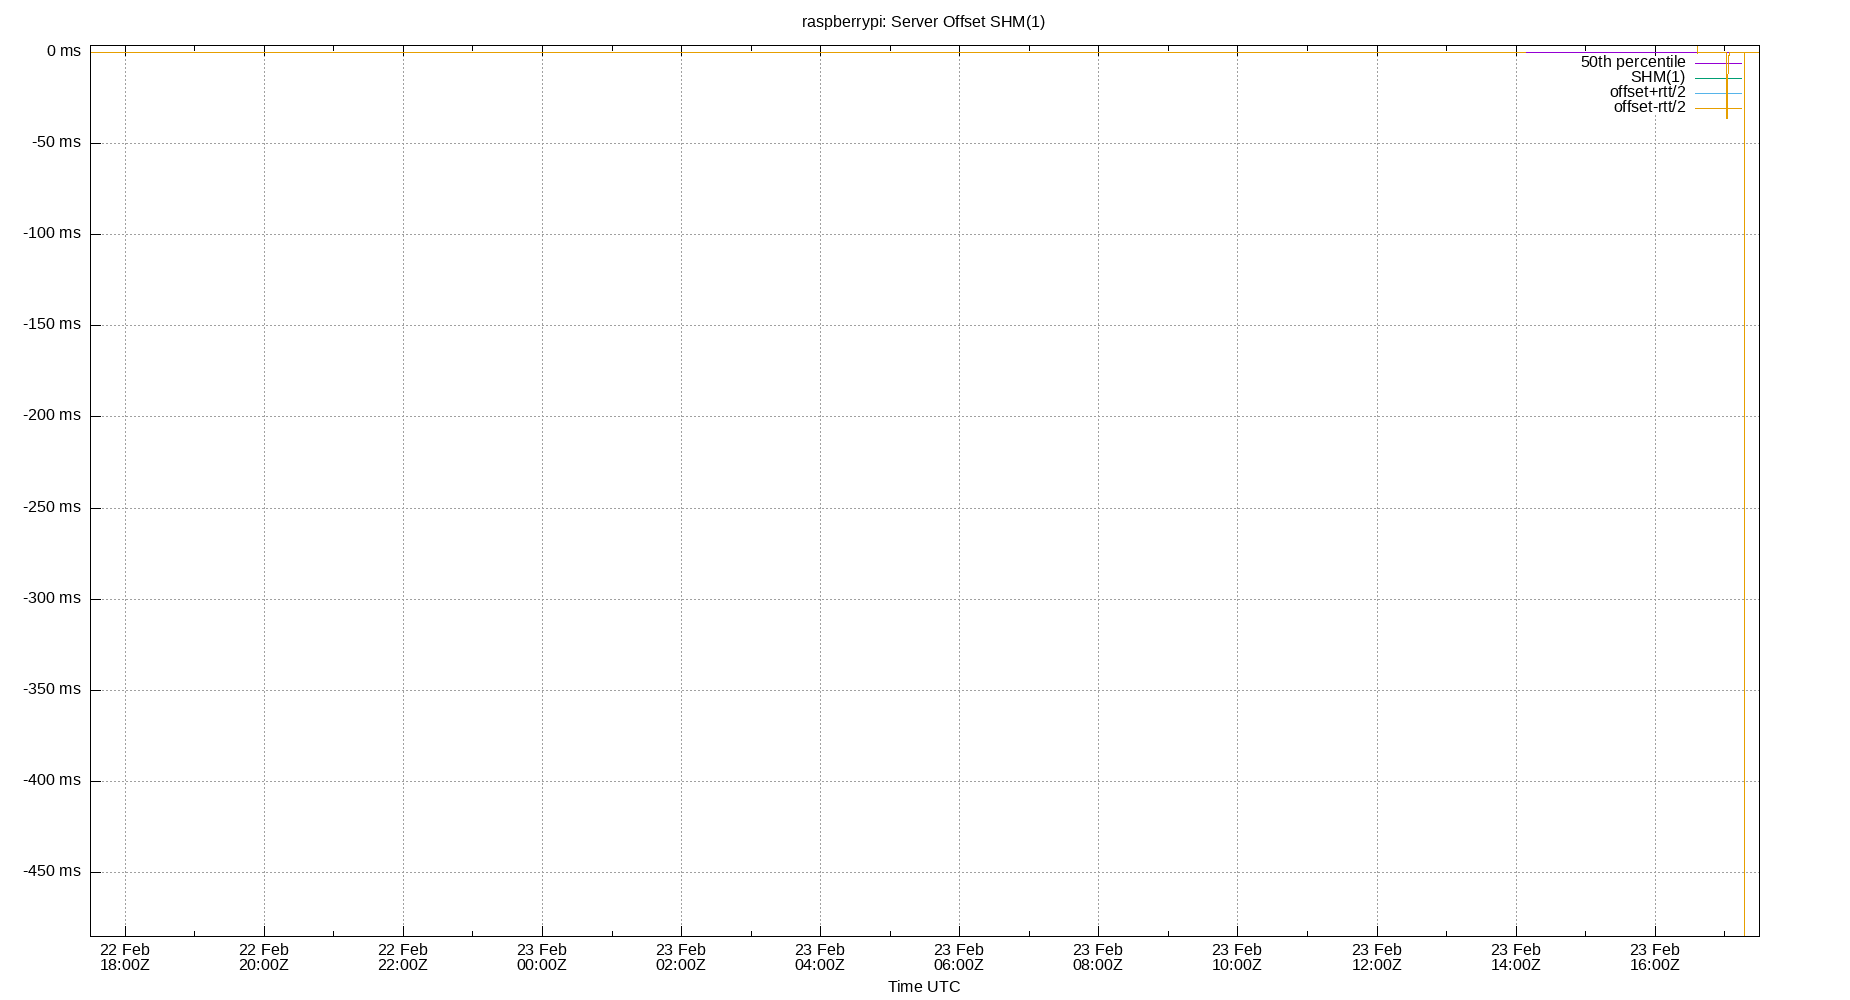 raspberrypi: Server Offset SHM(1)
0 ms
50th percentile
SHM(1)
offset+rtt/2
offset-rtt/2
-50 ms
-100 ms
-150 ms
-200 ms
-250 ms
-300 ms
-350 ms
-400 ms
-450 ms
22 Feb 22 Feb 22 Feb 23 Feb 23 Feb 23 Feb 23 Feb 23 Feb 23 Feb 23 Feb 23 Feb 23 Feb
18:00Z 20:00Z 22:00Z 00:00Z 02:00Z 04:00Z 06:00Z 08:00Z 10:00Z 12:00Z 14:00Z 16:00Z
Time UTC